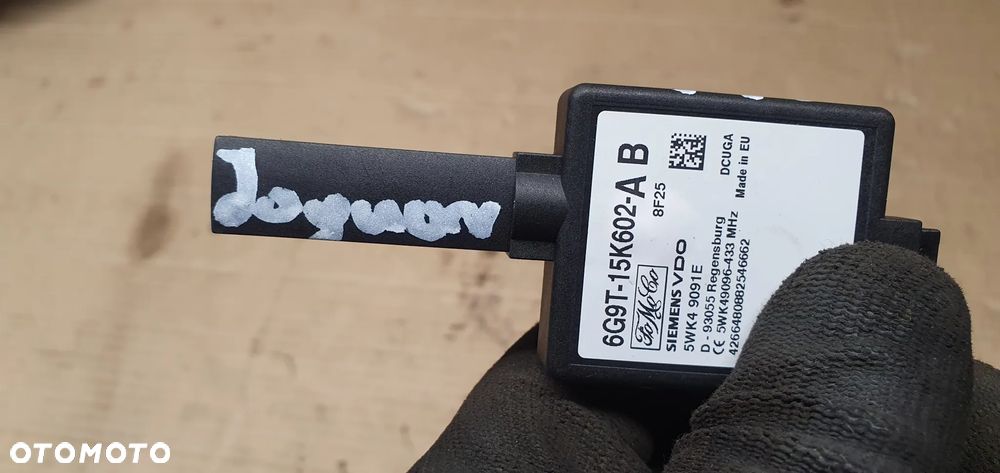 Jaguar
6G9T-15K602-A B
8F25
FoMoCo
SIEMENS VDO
5WK4 9091E
D - 93055 Regensburg
CE 5WK49096-433 MHz
4266480882546662
DCUGA
Made in EU
OTOMOTO